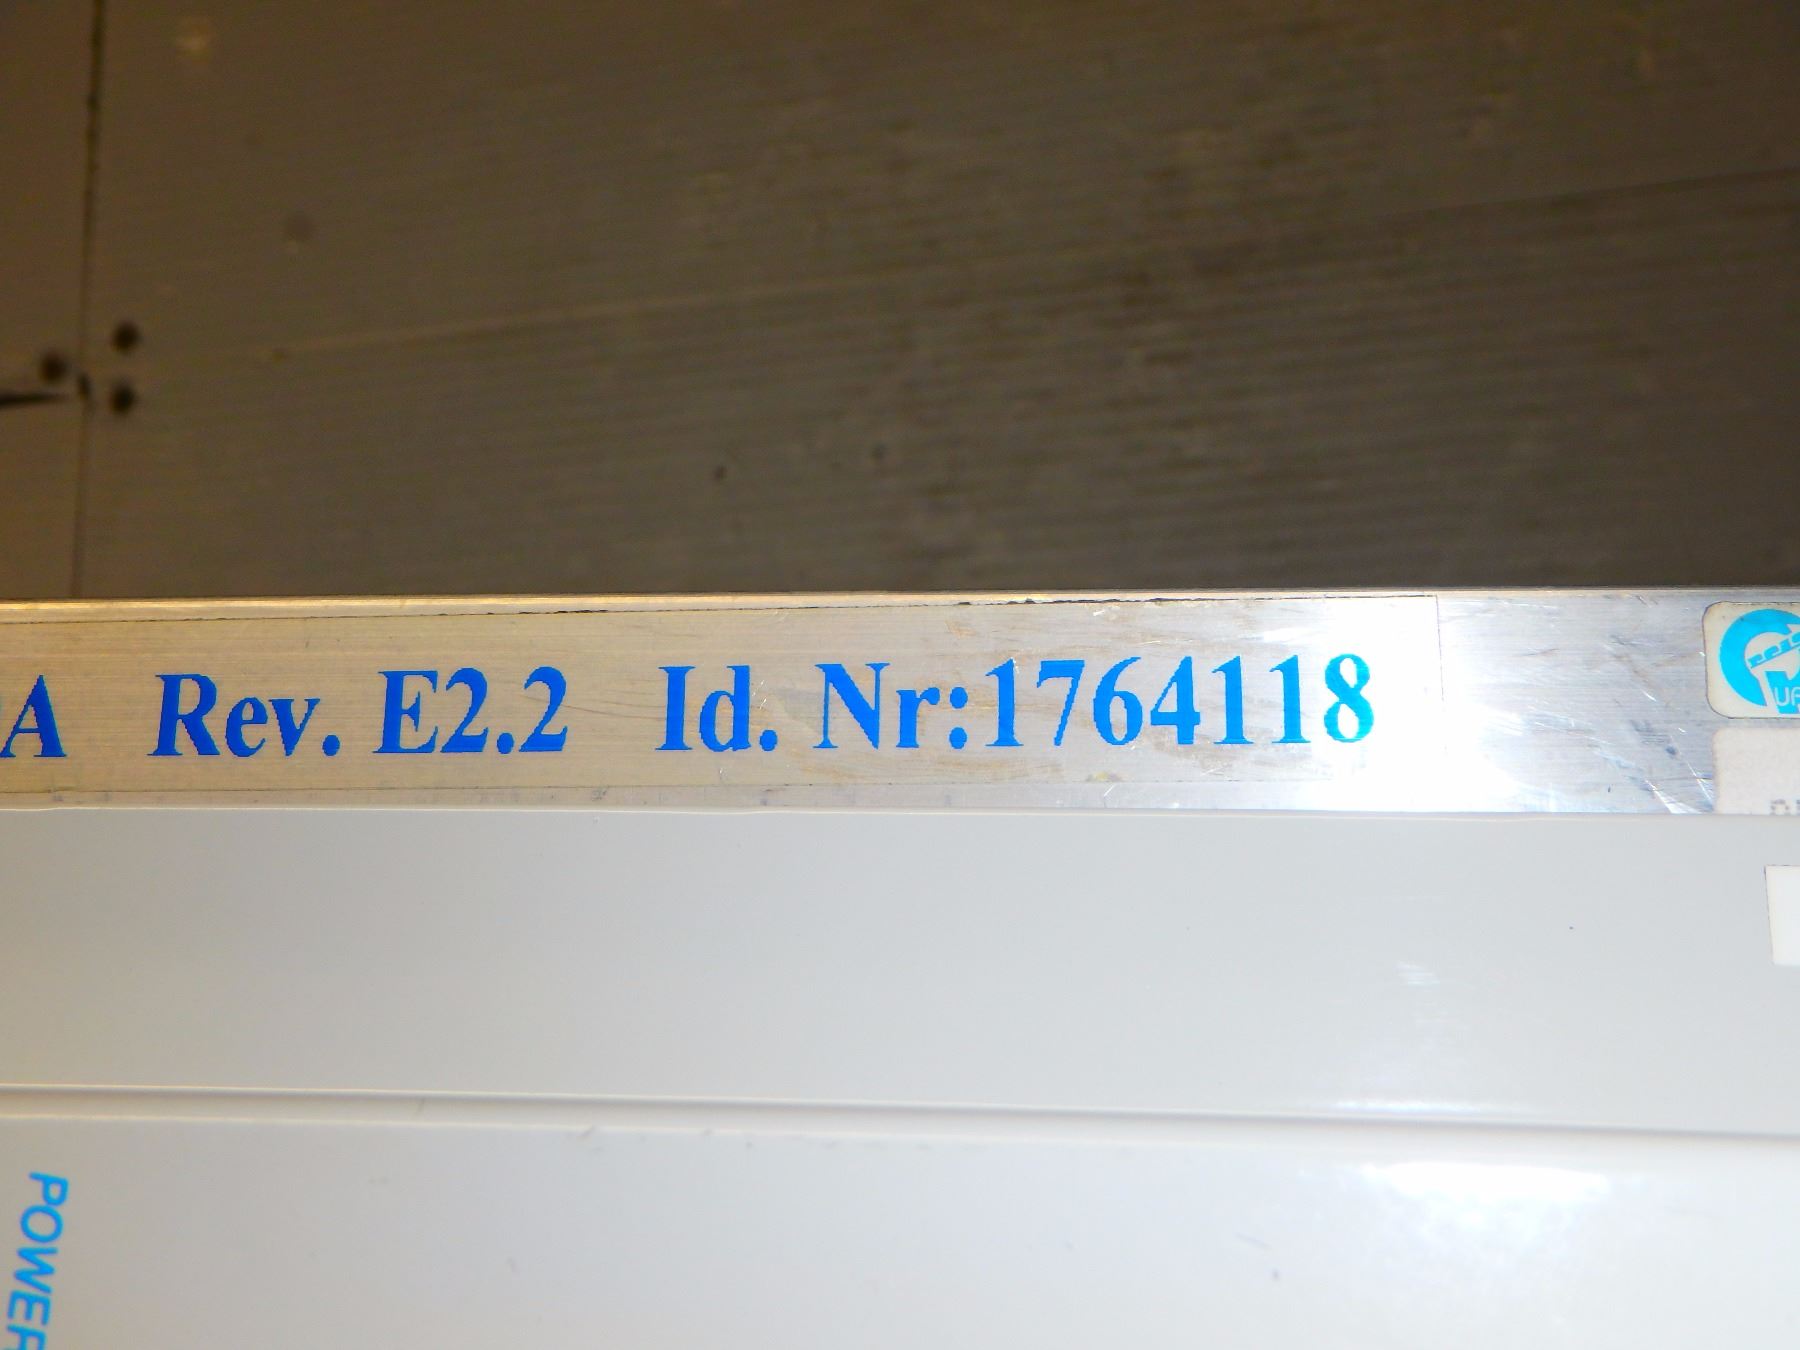 A Rev. E2.2 Id. Nr:1764118
POWER